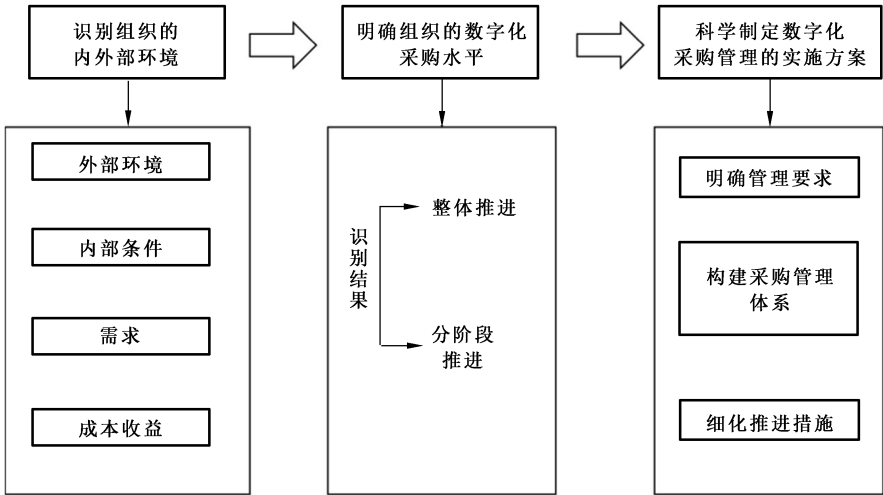 识别组织的
内外部环境
明确组织的数字化
采购水平
科学制定数字化
采购管理的实施方案
外部环境
内部条件
需求
成本收益
识别结果
整体推进
分阶段
推进
明确管理要求
构建采购管理
体系
细化推进措施